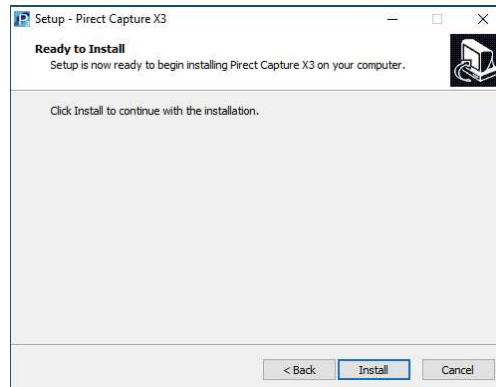 Setup - Pirect Capture X3
Ready to Install
Setup is now ready to begin installing Pirect Capture X3 on your computer.
Click Install to continue with the installation.
< Back
Install
Cancel